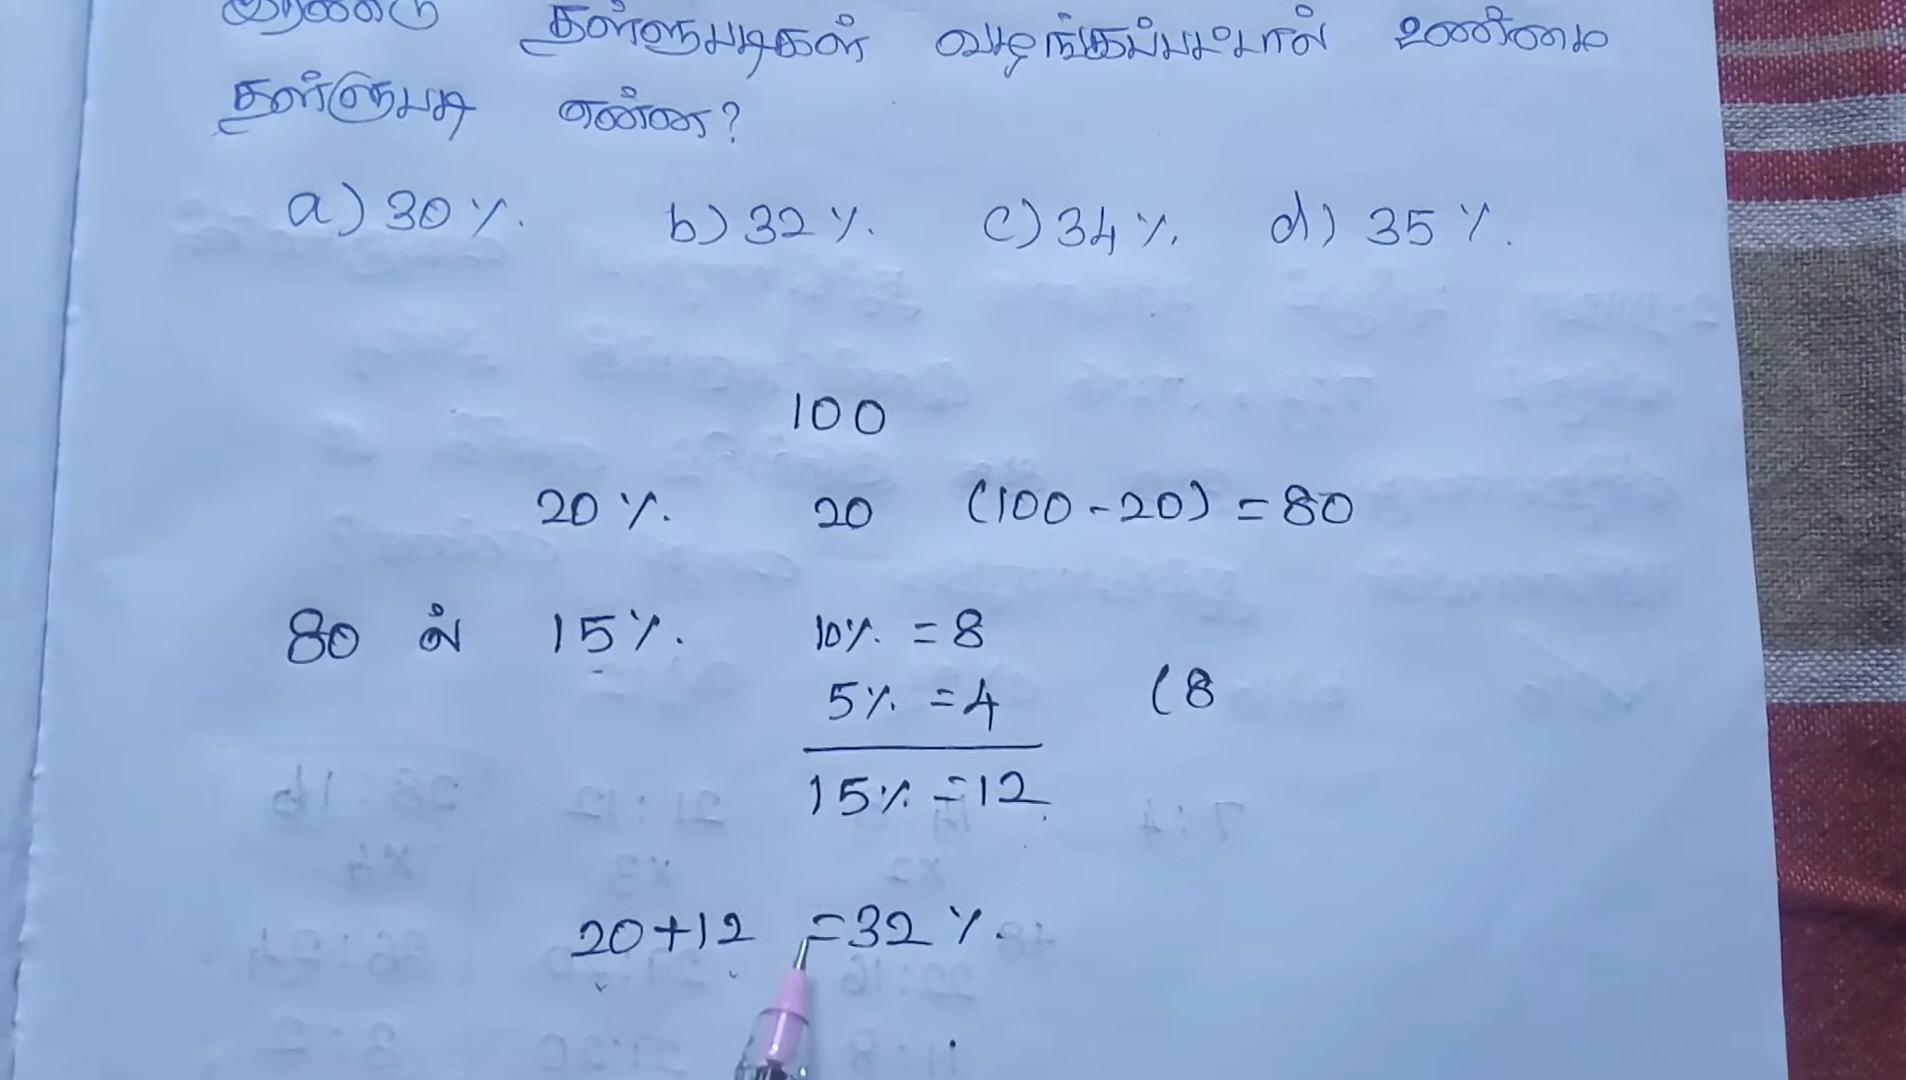 இரண்டு தள்ளுபடிகள் வழங்கப்பட்டால் உண்மை
தள்ளுபடி என்ன?
a) 30 %. b) 32 %. c) 34 %. d) 35 %.
100
20 %. 20 (100 - 20) = 80
80 ல் 15 %. 10 %. = 8
5 %. = 4 (8
15 %. = 12
20 + 12 = 32 %.